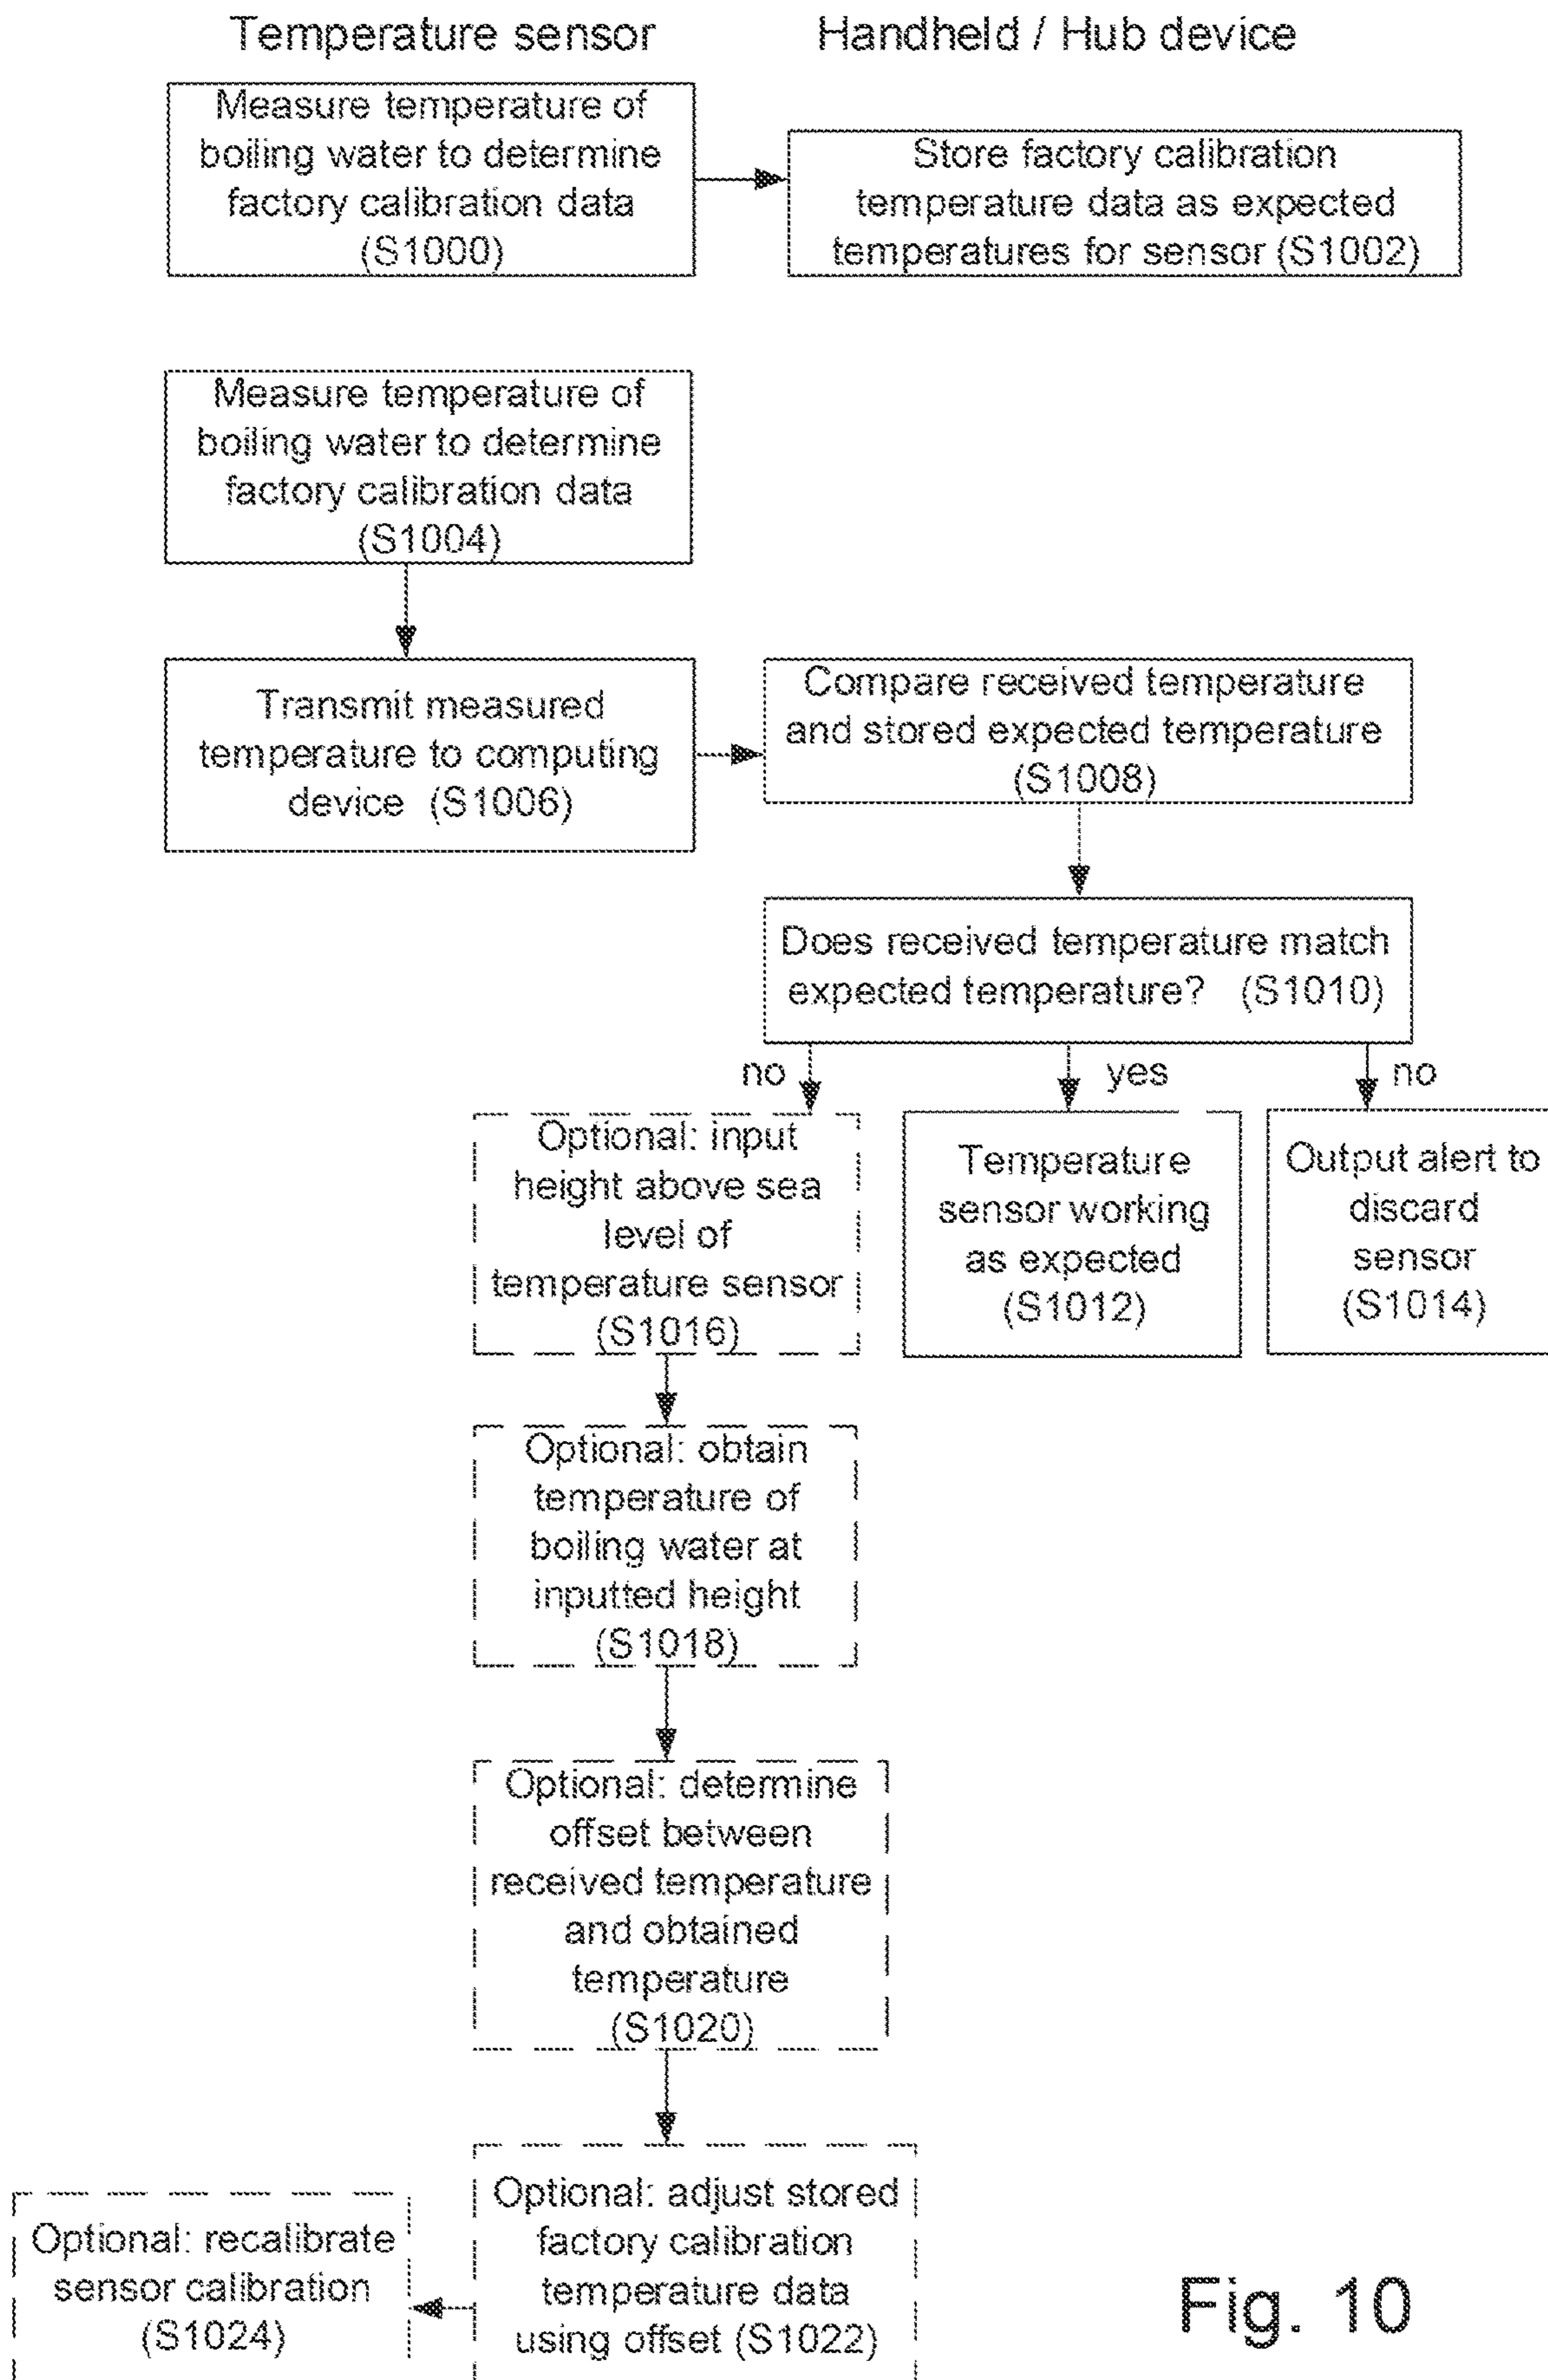 Temperature sensor
Handheld / Hub device
Measure temperature of
boiling water to determine
factory calibration data
(S1000)
Store factory calibration
temperature data as expected
temperatures for sensor (S1002)
Measure temperature of
boiling water to determine
factory calibration data
(S1004)
Transmit measured
temperature to computing
device (S1006)
Compare received temperature
and stored expected temperature
(S1008)
Does received temperature match
expected temperature? (S1010)
no
yes
no
Optional: input
height above sea
level of
temperature sensor
(S1016)
Temperature
sensor working
as expected
(S1012)
Output alert to
discard
sensor
(S1014)
Optional: obtain
temperature of
boiling water at
inputted height
(S1018)
Optional: determine
offset between
received temperature
and obtained
temperature
(S1020)
Optional: adjust stored
factory calibration
temperature data
using offset (S1022)
Optional: recalibrate
sensor calibration
(S1024)
Fig. 10